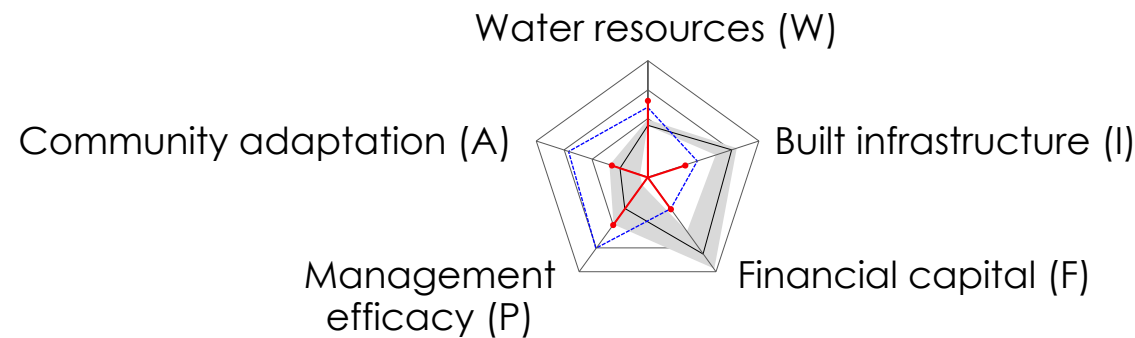 Water resources (W)
Community adaptation (A)
Built infrastructure (I)
Management
efficacy (P)
Financial capital (F)